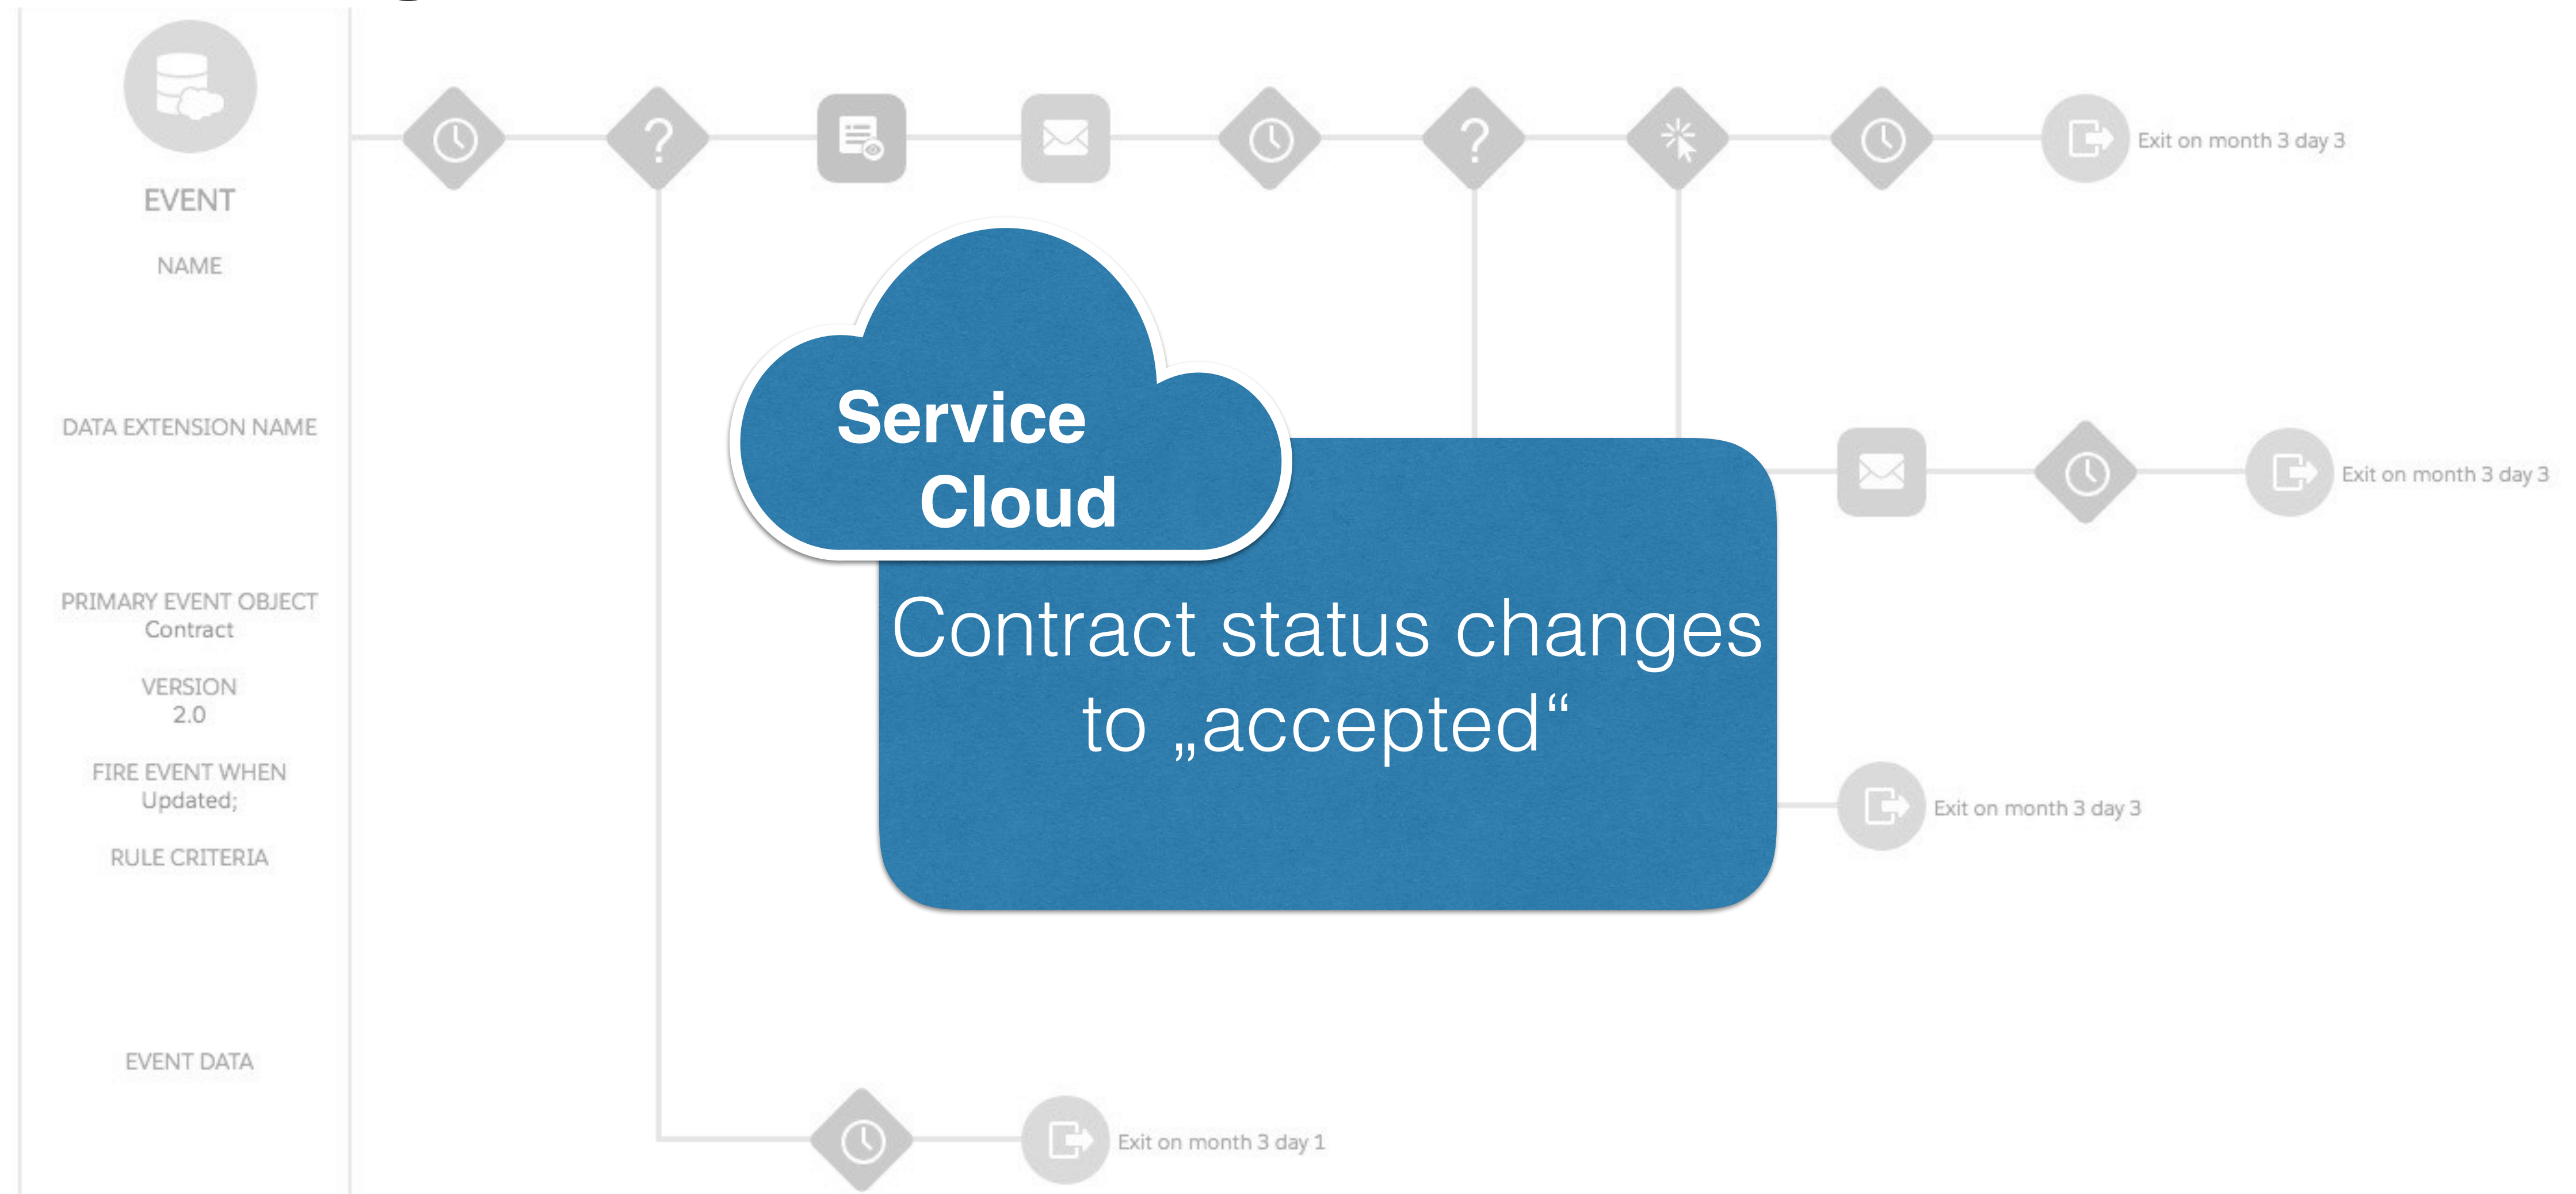 EVENT
NAME
DATA EXTENSION NAME
PRIMARY EVENT OBJECT
Contract
VERSION
2.0
FIRE EVENT WHEN
Updated;
RULE CRITERIA
EVENT DATA
?
?
Exit on month 3 day 3
Service
Cloud
Contract status changes
to „accepted“
Exit on month 3 day 3
Exit on month 3 day 3
Exit on month 3 day 1